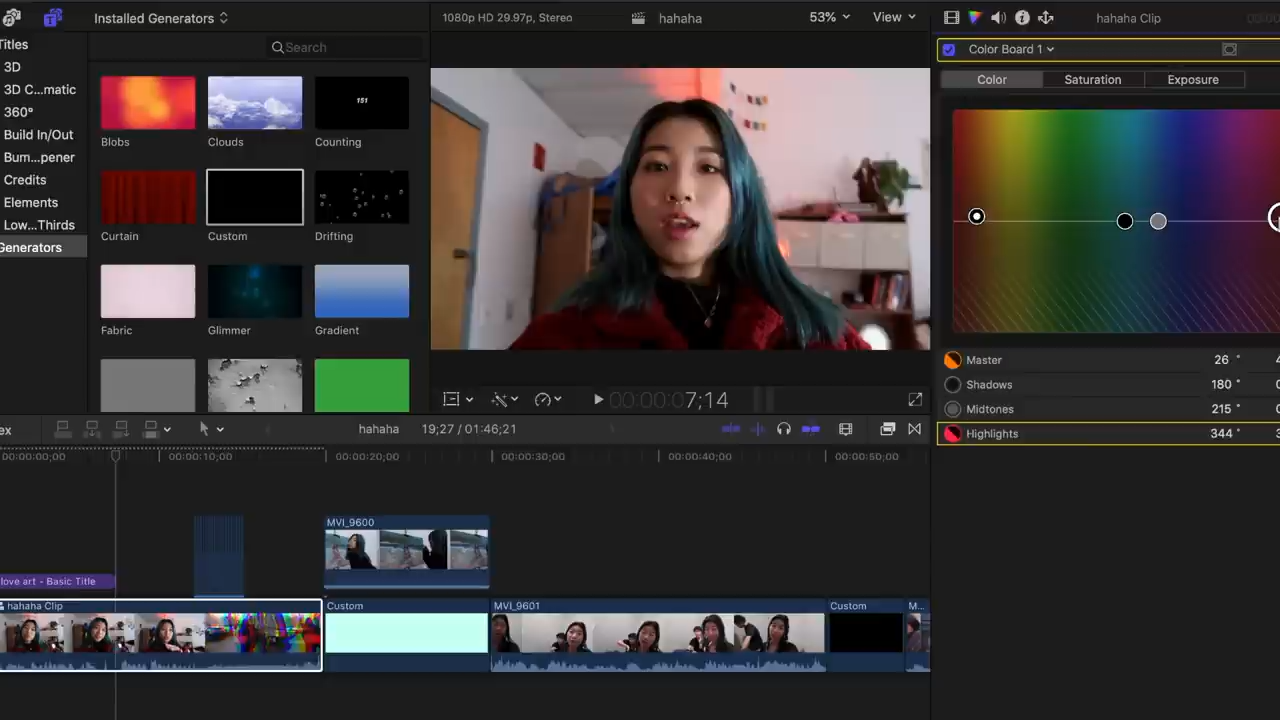 Installed Generators
1080p HD 29.97p, Stereo
hahaha
53%
View
hahaha Clip
Titles
Search
Color Board 1
3D
3D C...matic
360°
Build In/Out
Bum...pener
Credits
Elements
Low...Thirds
Generators
Color Saturation Exposure
151
Blobs Clouds Counting
Curtain Custom Drifting
Fabric Glimmer Gradient
Master 26 °
Shadows 180 °
Midtones 215 °
Highlights 344 °
00:00:07;14
ex
hahaha 19;27 / 01:46;21
00:00:00;00 00:00:10;00 00:00:20;00 00:00:30;00 00:00:40;00 00:00:50;00
MVI_9600
love art - Basic Title
hahaha Clip Custom MVI_9601 Custom M...